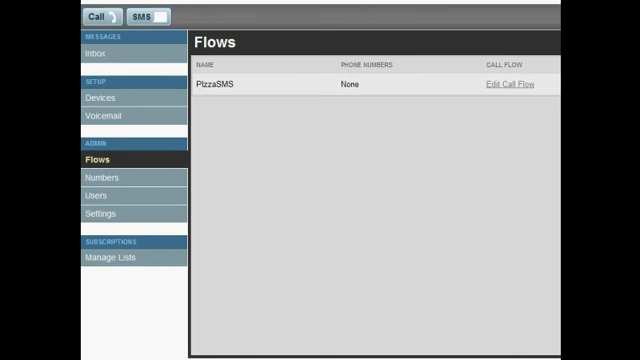 Call SMS
MESSAGES
Inbox
SETUP
Devices
Voicemail
ADMIN
Flows
Numbers
Users
Settings
SUBSCRIPTIONS
Manage Lists
Flows
NAME PHONE NUMBERS CALL FLOW
PIzzaSMS None Edit Call Flow